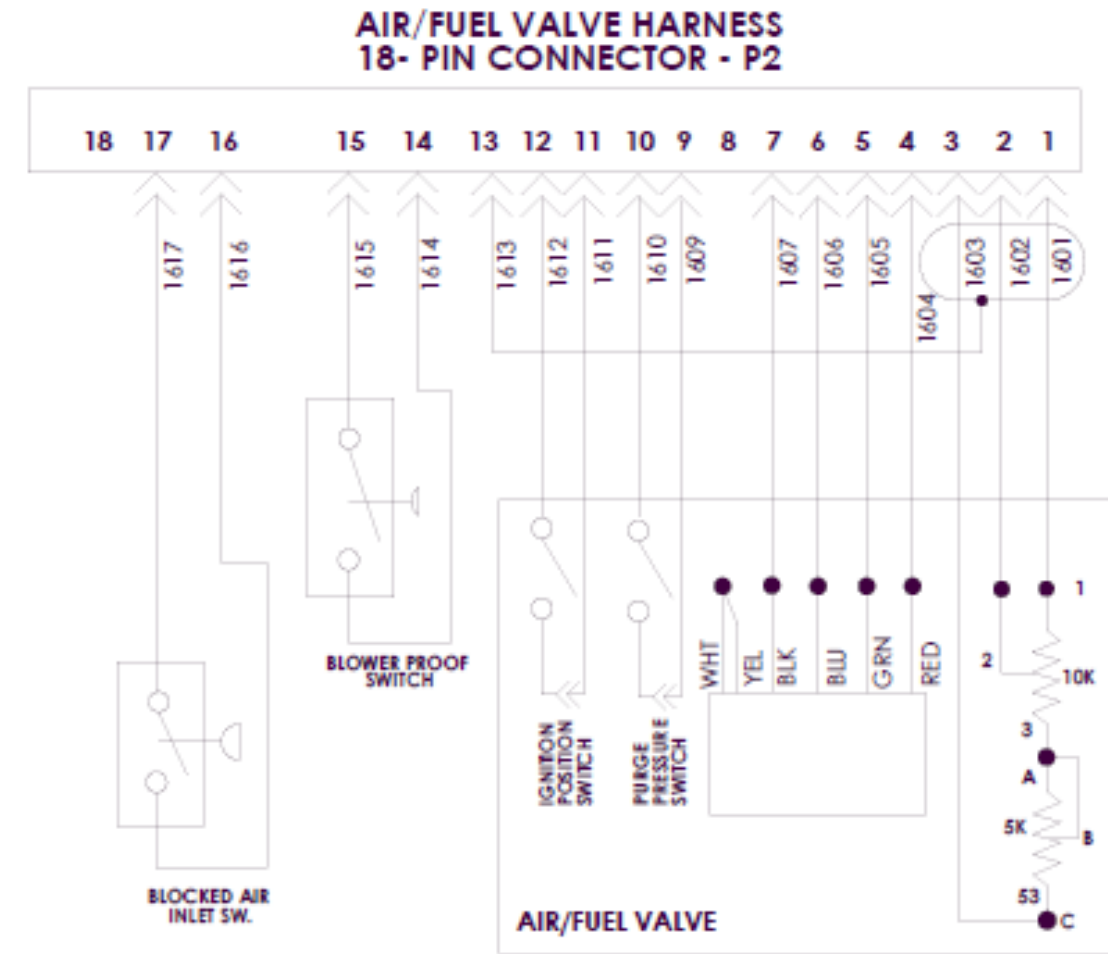 AIR/FUEL VALVE HARNESS
18- PIN CONNECTOR - P2
18 17 16 15 14 13 12 11 10 9 8 7 6 5 4 3 2 1
1617
1616
1615
1614
1613
1612
1611
1610
1609
1607
1606
1605
1604
1603
1602
1601
BLOWER PROOF
SWITCH
BLOCKED AIR
INLET SW.
IGNITION
POSITION
SWITCH
PURGE
PRESSURE
SWITCH
WHT
YEL
BLK
BLU
GRN
RED
1
2
10K
3
A
5K
B
53
C
AIR/FUEL VALVE